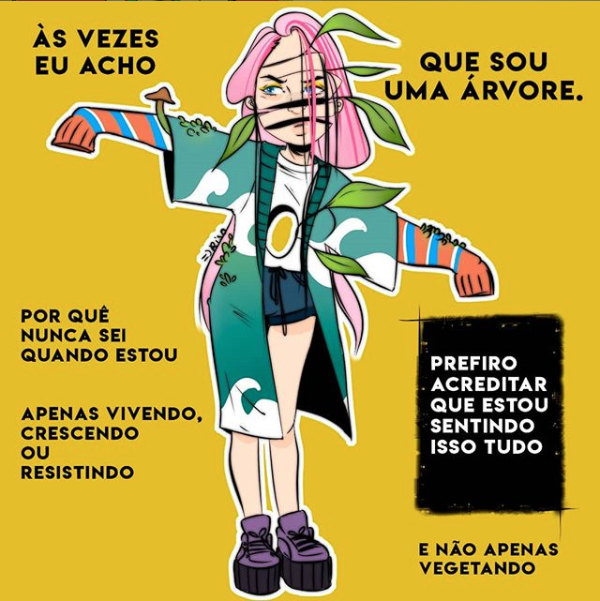 ÀS VEZES
EU ACHO
QUE SOU
UMA ÁRVORE.
POR QUÊ
NUNCA SEI
QUANDO ESTOU
APENAS VIVENDO,
CRESCENDO
OU
RESISTINDO
PREFIRO
ACREDITAR
QUE ESTOU
SENTINDO
ISSO TUDO
E NÃO APENAS
VEGETANDO